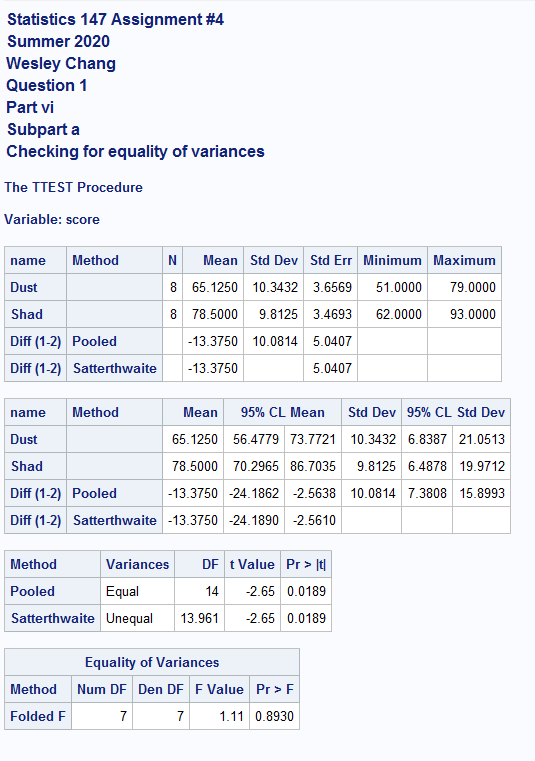 Statistics 147 Assignment #4
Summer 2020
Wesley Chang
Question 1
Part vi
Subpart a
Checking for equality of variances
The TTEST Procedure
Variable: score
name Method N Mean Std Dev Std Err Minimum Maximum
Dust 8 65.1250 10.3432 3.6569 51.0000 79.0000
Shad 8 78.5000 9.8125 3.4693 62.0000 93.0000
Diff (1-2) Pooled -13.3750 10.0814 5.0407
Diff (1-2) Satterthwaite -13.3750 5.0407
name Method Mean 95% CL Mean Std Dev 95% CL Std Dev
Dust 65.1250 56.4779 73.7721 10.3432 6.8387 21.0513
Shad 78.5000 70.2965 86.7035 9.8125 6.4878 19.9712
Diff (1-2) Pooled -13.3750 -24.1862 -2.5638 10.0814 7.3808 15.8993
Diff (1-2) Satterthwaite -13.3750 -24.1890 -2.5610
Method Variances DF t Value Pr > |t|
Pooled Equal 14 -2.65 0.0189
Satterthwaite Unequal 13.961 -2.65 0.0189
Equality of Variances
Method Num DF Den DF F Value Pr > F
Folded F 7 7 1.11 0.8930